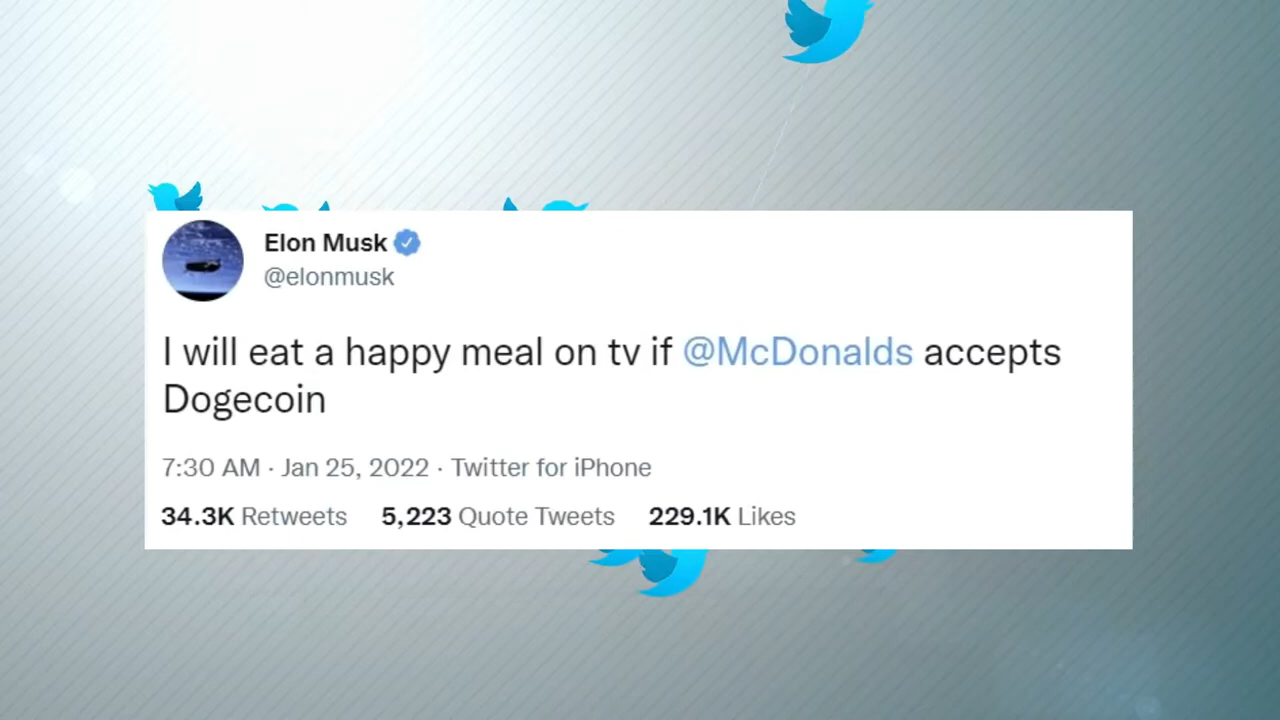 Elon Musk
@elonmusk
I will eat a happy meal on tv if @McDonalds accepts
Dogecoin
7:30 AM · Jan 25, 2022 · Twitter for iPhone
34.3K Retweets 5,223 Quote Tweets 229.1K Likes